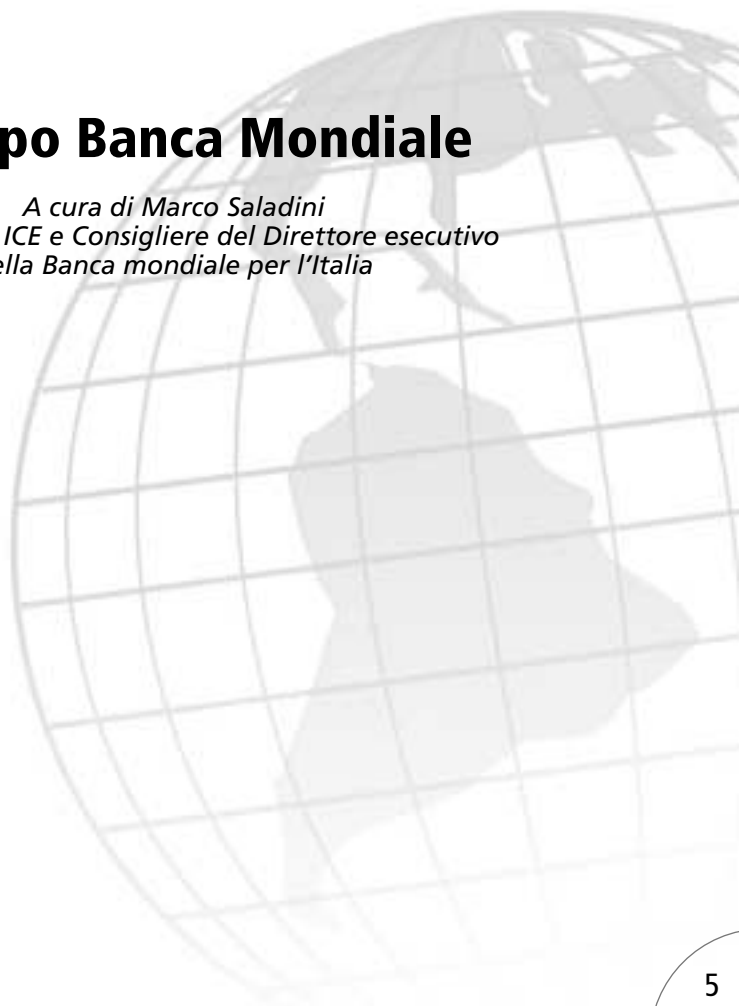 po Banca Mondiale
A cura di Marco Saladini
ICE e Consigliere del Direttore esecutivo
ella Banca mondiale per l’Italia
5